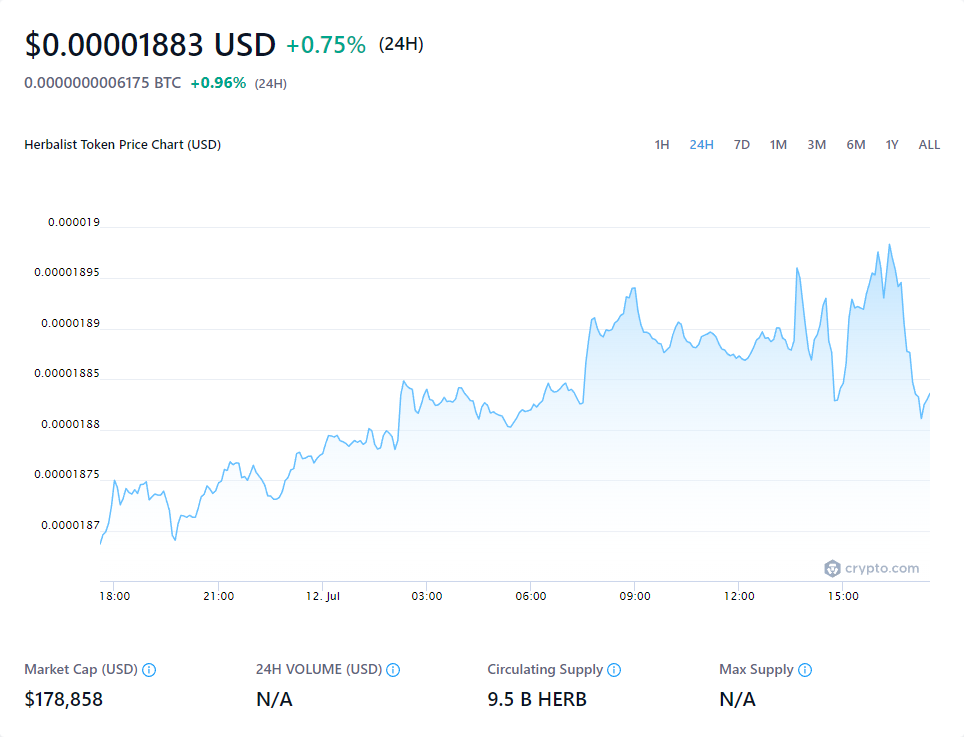 $0.00001883 USD +0.75% (24H)
0.0000000006175 BTC +0.96% (24H)
Herbalist Token Price Chart (USD) 1H 24H 7D 1M 3M 6M 1Y ALL
0.000019
0.00001895
0.0000189
0.00001885
0.0000188
0.00001875
0.0000187
crypto.com
18:00 21:00 12. Jul 03:00 06:00 09:00 12:00 15:00
Market Cap (USD) 24H VOLUME (USD) Circulating Supply Max Supply
$178,858 N/A 9.5 B HERB N/A